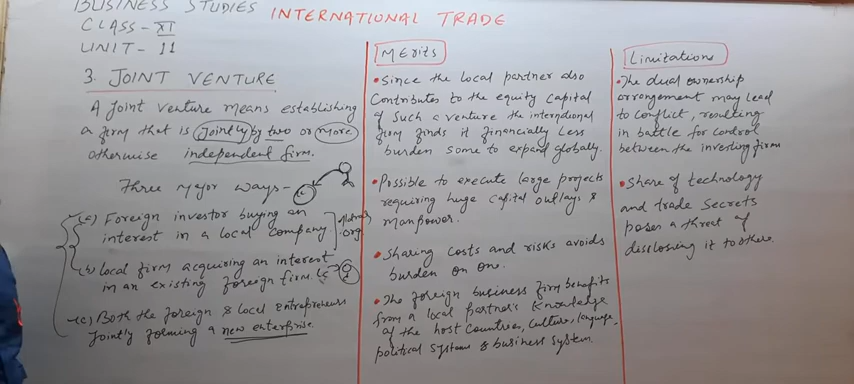 BUSINESS STUDIES
INTERNATIONAL TRADE
CLASS - XI
UNIT - 11
3. JOINT VENTURE
A Joint venture means establishing
a firm that is Jointly by two or more
otherwise independent firm.
Three Major ways -
(a) Foreign investor buying an
interest in a local company
(b) Local firm acquiring an interest
in an existing foreign firm.
(c) Both the foreign & local Entrepreneurs
Jointly forming a new enterprise.
Merits
• Since the local partner also
Contributes to the equity Capital
of Such a venture the international
firm finds it financially Less
burden some to expand globally.
• Possible to execute large projects
requiring huge capital outlays &
manpower.
• Sharing costs and risks avoids
burden on one.
• The foreign business firm benefits
from a local partner's Knowledge
of the host Countries, Culture, language,
political systems & business system.
Limitations
• The dual ownership
arrangement may lead
to conflict, resulting
in battle for control
between the investing firm
• Share of technology
and trade secrets
poses a threat of
disclosing it to others.